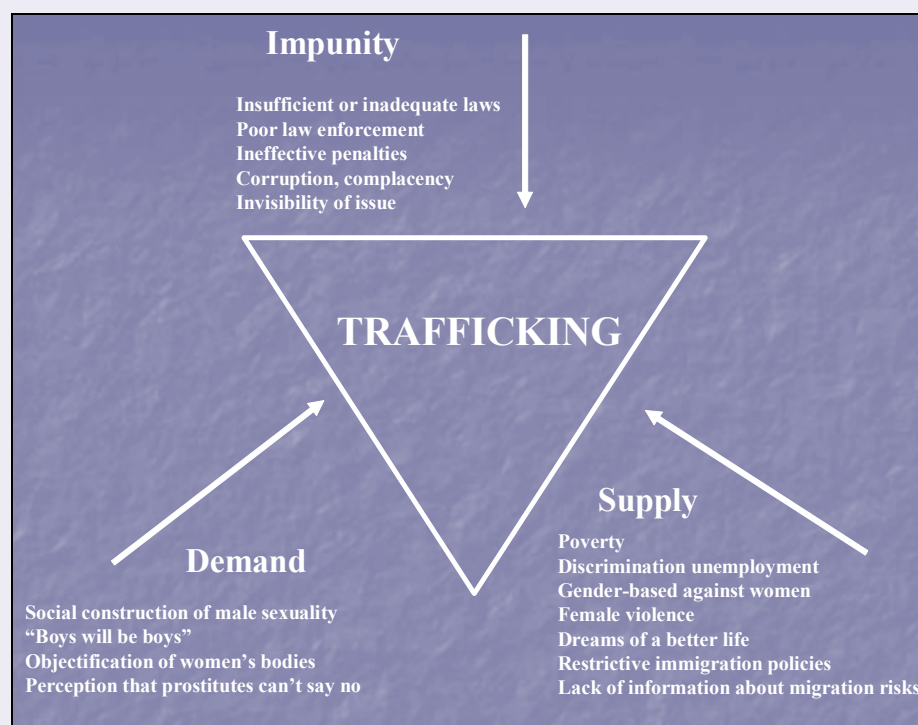 Impunity
Insufficient or inadequate laws
Poor law enforcement
Ineffective penalties
Corruption, complacency
Invisibility of issue
TRAFFICKING
Demand
Social construction of male sexuality
“Boys will be boys”
Objectification of women’s bodies
Perception that prostitutes can’t say no
Supply
Poverty
Discrimination unemployment
Gender-based against women
Female violence
Dreams of a better life
Restrictive immigration policies
Lack of information about migration risks